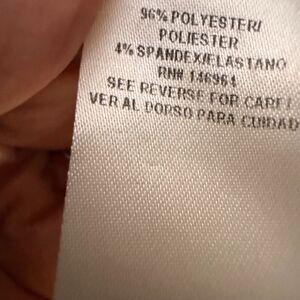 96% POLYESTER/
POLIESTER
4% SPANDEX/ELASTANO
RN# 146964
SEE REVERSE FOR CARE
VER AL DORSO PARA CUIDAD